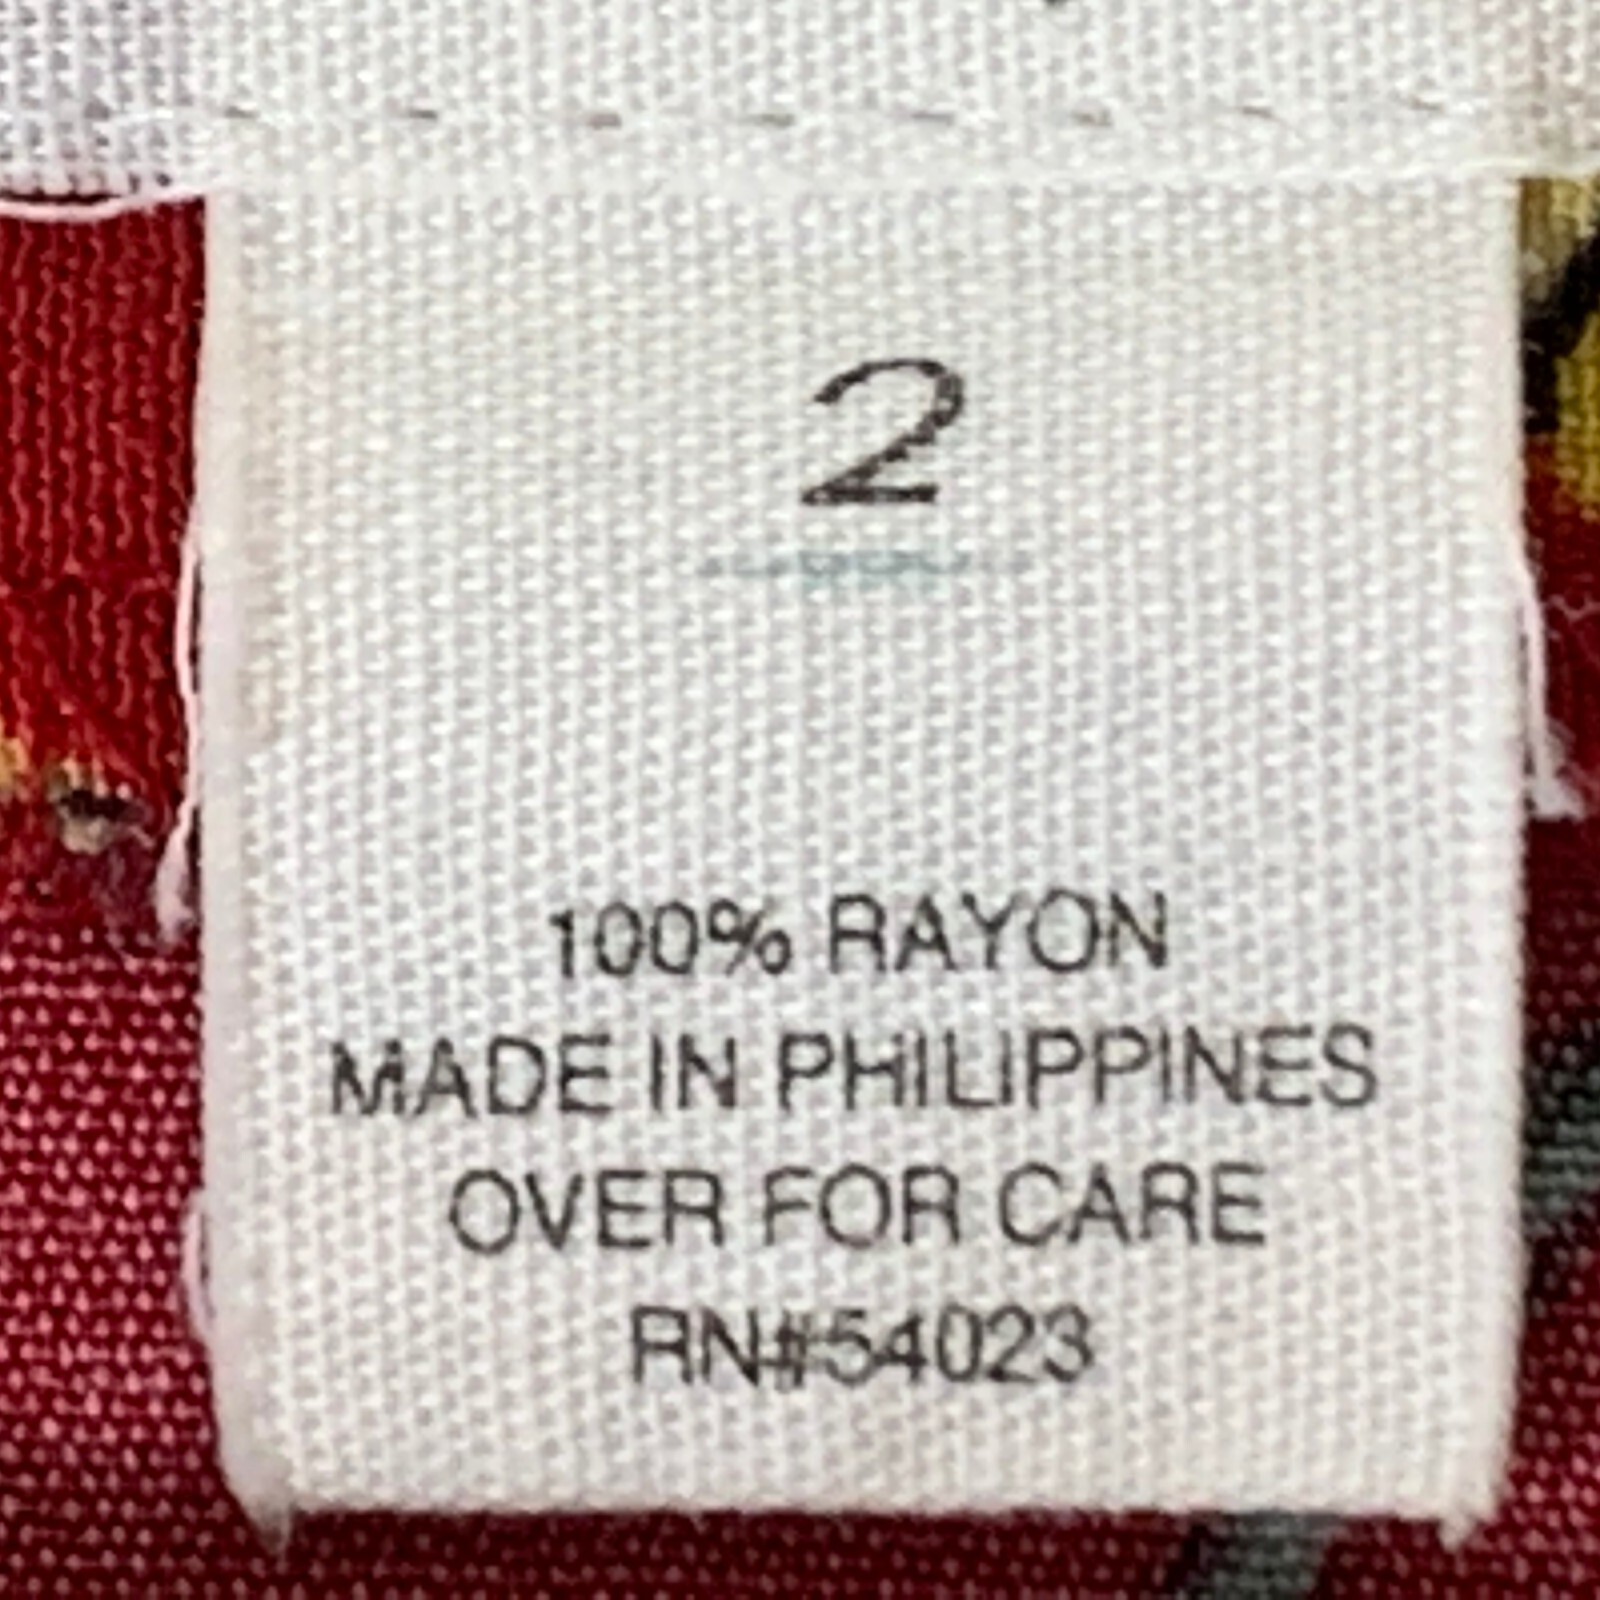 2
100% RAYON
MADE IN PHILIPPINES
OVER FOR CARE
RN#54023